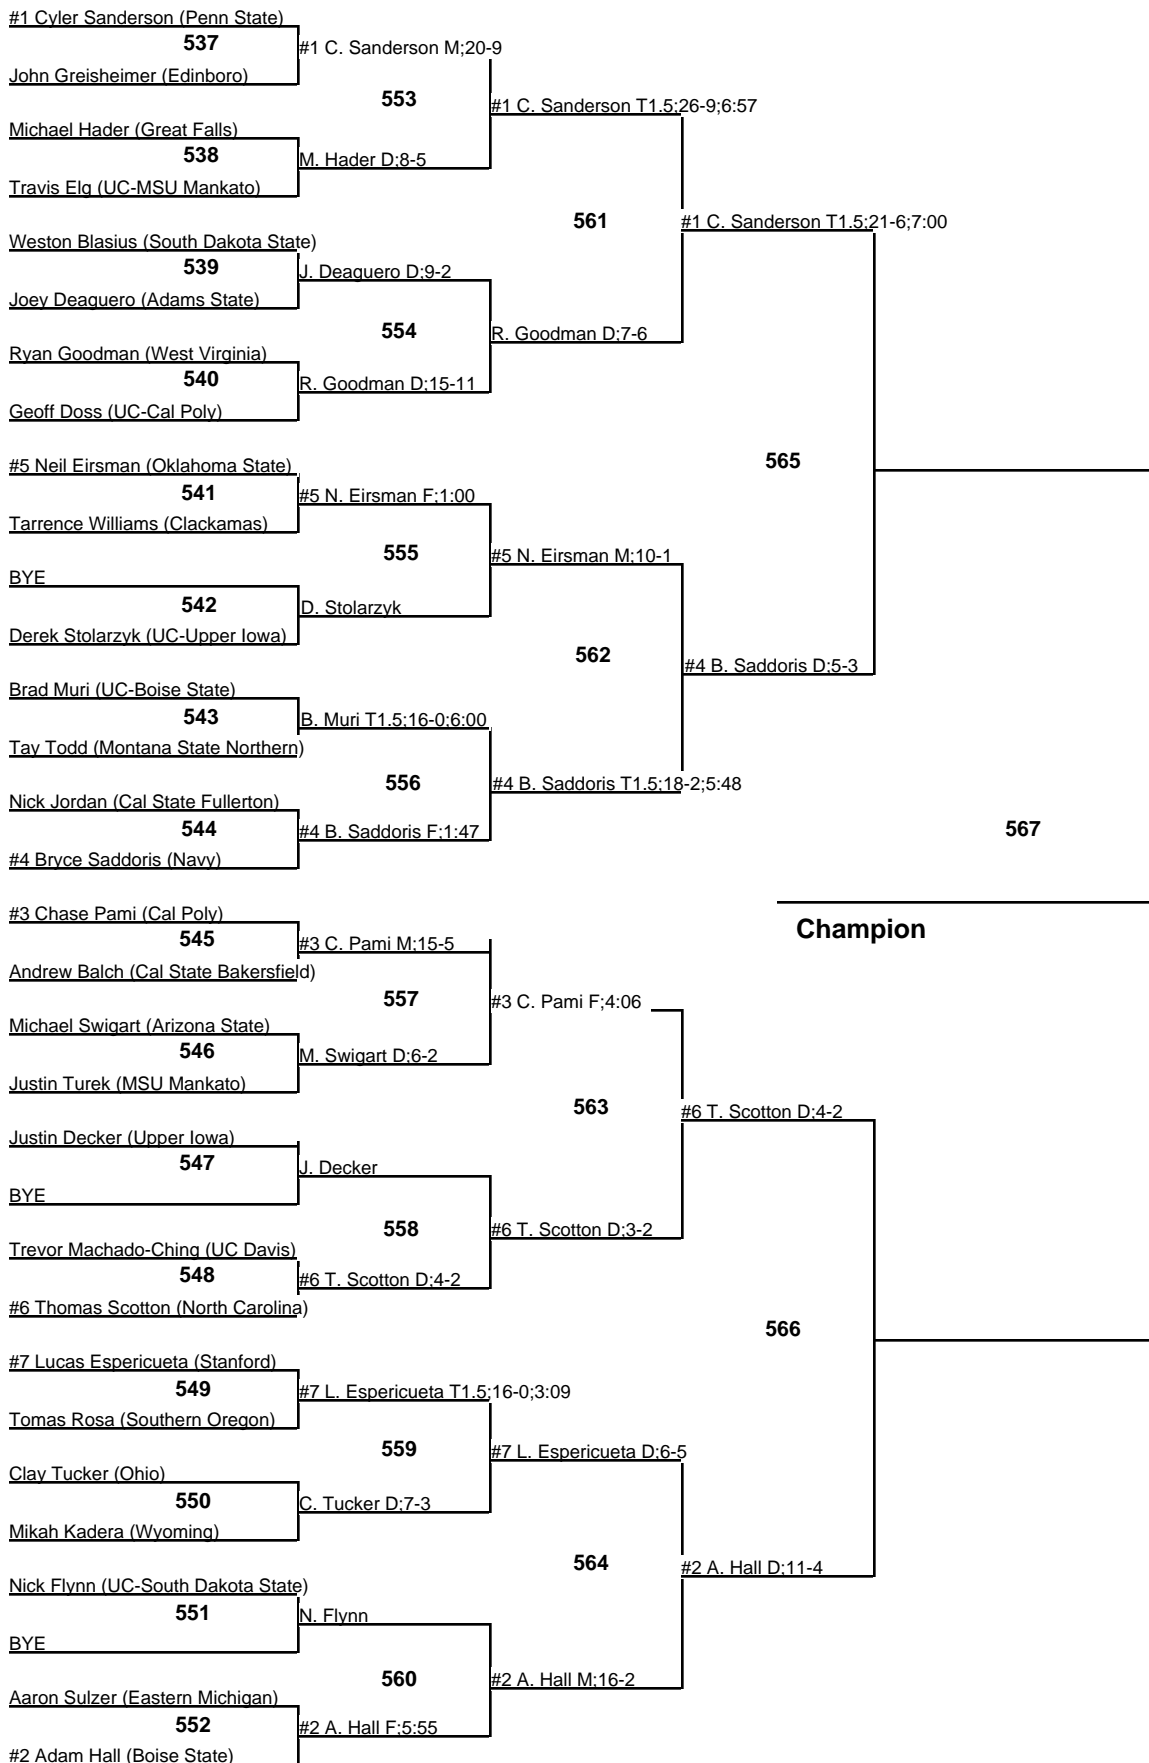 #1 Cyler Sanderson (Penn State)
537
#1 C. Sanderson M;20-9
John Greisheimer (Edinboro)
553
#1 C. Sanderson T1.5;26-9;6:57
Michael Hader (Great Falls)
538
M. Hader D;8-5
Travis Elg (UC-MSU Mankato)
561
#1 C. Sanderson T1.5;21-6;7:00
Weston Blasius (South Dakota State)
539
J. Deaguero D;9-2
Joey Deaguero (Adams State)
554
R. Goodman D;7-6
Ryan Goodman (West Virginia)
540
R. Goodman D;15-11
Geoff Doss (UC-Cal Poly)
565
#5 Neil Eirsman (Oklahoma State)
541
#5 N. Eirsman F;1:00
Tarrence Williams (Clackamas)
555
#5 N. Eirsman M;10-1
BYE
542
D. Stolarzyk
Derek Stolarzyk (UC-Upper Iowa)
562
#4 B. Saddoris D;5-3
Brad Muri (UC-Boise State)
543
B. Muri T1.5;16-0;6:00
Tay Todd (Montana State Northern)
556
#4 B. Saddoris T1.5;18-2;5:48
Nick Jordan (Cal State Fullerton)
544
#4 B. Saddoris F;1:47
567
#4 Bryce Saddoris (Navy)
#3 Chase Pami (Cal Poly)
Champion
545
#3 C. Pami M;15-5
Andrew Balch (Cal State Bakersfield)
557
#3 C. Pami F;4:06
Michael Swigart (Arizona State)
546
M. Swigart D;6-2
Justin Turek (MSU Mankato)
563
#6 T. Scotton D;4-2
Justin Decker (Upper Iowa)
547
J. Decker
BYE
558
#6 T. Scotton D;3-2
Trevor Machado-Ching (UC Davis)
548
#6 T. Scotton D;4-2
#6 Thomas Scotton (North Carolina)
566
#7 Lucas Espericueta (Stanford)
549
#7 L. Espericueta T1.5;16-0;3:09
Tomas Rosa (Southern Oregon)
559
#7 L. Espericueta D;6-5
Clay Tucker (Ohio)
550
C. Tucker D;7-3
Mikah Kadera (Wyoming)
564
#2 A. Hall D;11-4
Nick Flynn (UC-South Dakota State)
551
N. Flynn
BYE
560
#2 A. Hall M;16-2
Aaron Sulzer (Eastern Michigan)
552
#2 A. Hall F;5:55
#2 Adam Hall (Boise State)